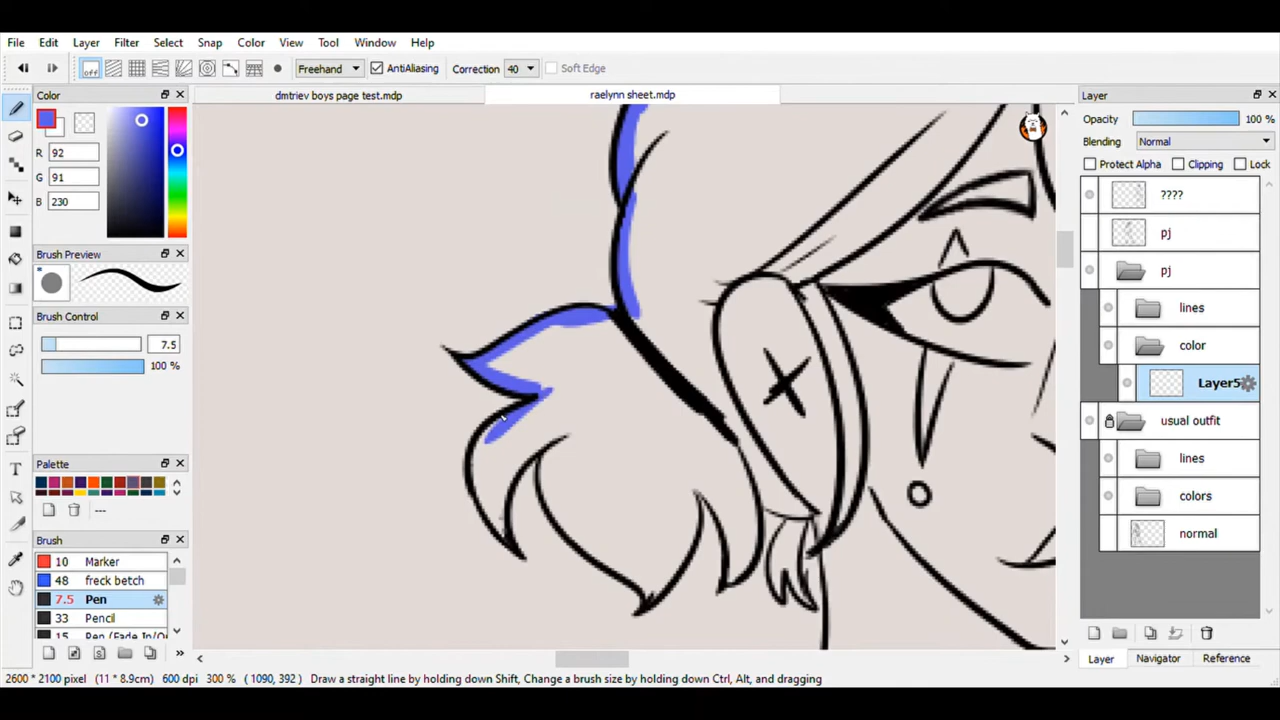 File Edit Layer Filter Select Snap Color View Tool Window Help
off Freehand AntiAliasing Correction 40 Soft Edge
Color
dmtriev boys page test.mdp
raelynn sheet.mdp
Layer
R 92
G 91
B 230
Opacity 100 %
Blending Normal
Protect Alpha Clipping Lock
????
pj
pj
lines
color
Layer5
usual outfit
lines
colors
normal
Brush Preview
Brush Control
7.5
100 %
Palette
---
Brush
10 Marker
48 freck betch
7.5 Pen
33 Pencil
15 Pen (Fade In/O
Layer Navigator Reference
2600 * 2100 pixel (11 * 8.9cm) 600 dpi 300 % ( 1090, 392 ) Draw a straight line by holding down Shift, Change a brush size by holding down Ctrl, Alt, and dragging